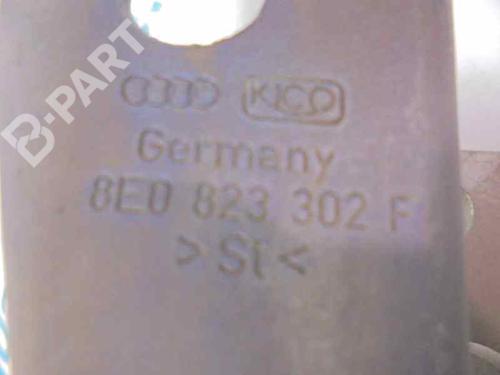 B-PARTS
KICO
Germany
8E0 823 302 F
> St <